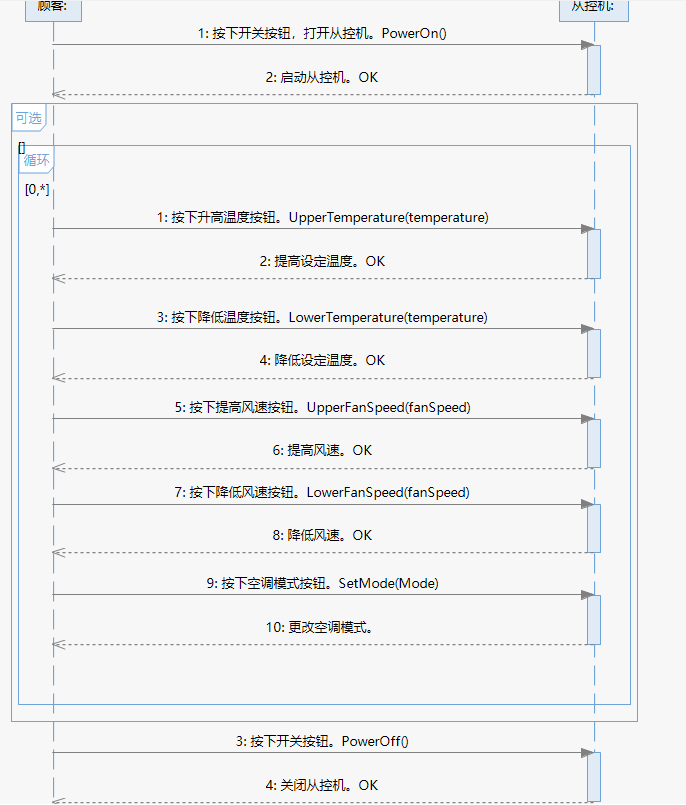 顾客: 从控机:
1: 按下开关按钮，打开从控机。PowerOn()
2: 启动从控机。OK
可选
[]
循环
[0,*]
1: 按下升高温度按钮。UpperTemperature(temperature)
2: 提高设定温度。OK
3: 按下降低温度按钮。LowerTemperature(temperature)
4: 降低设定温度。OK
5: 按下提高风速按钮。UpperFanSpeed(fanSpeed)
6: 提高风速。OK
7: 按下降低风速按钮。LowerFanSpeed(fanSpeed)
8: 降低风速。OK
9: 按下空调模式按钮。SetMode(Mode)
10: 更改空调模式。
3: 按下开关按钮。PowerOff()
4: 关闭从控机。OK